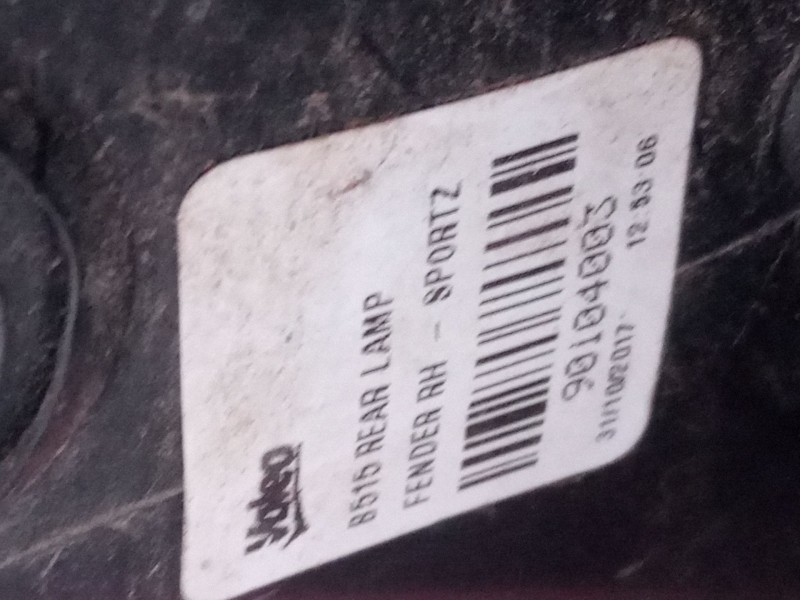 Valeo
B515 REAR LAMP
FENDER RH - SPORTZ
90104003
31/10/2017 12:53:06